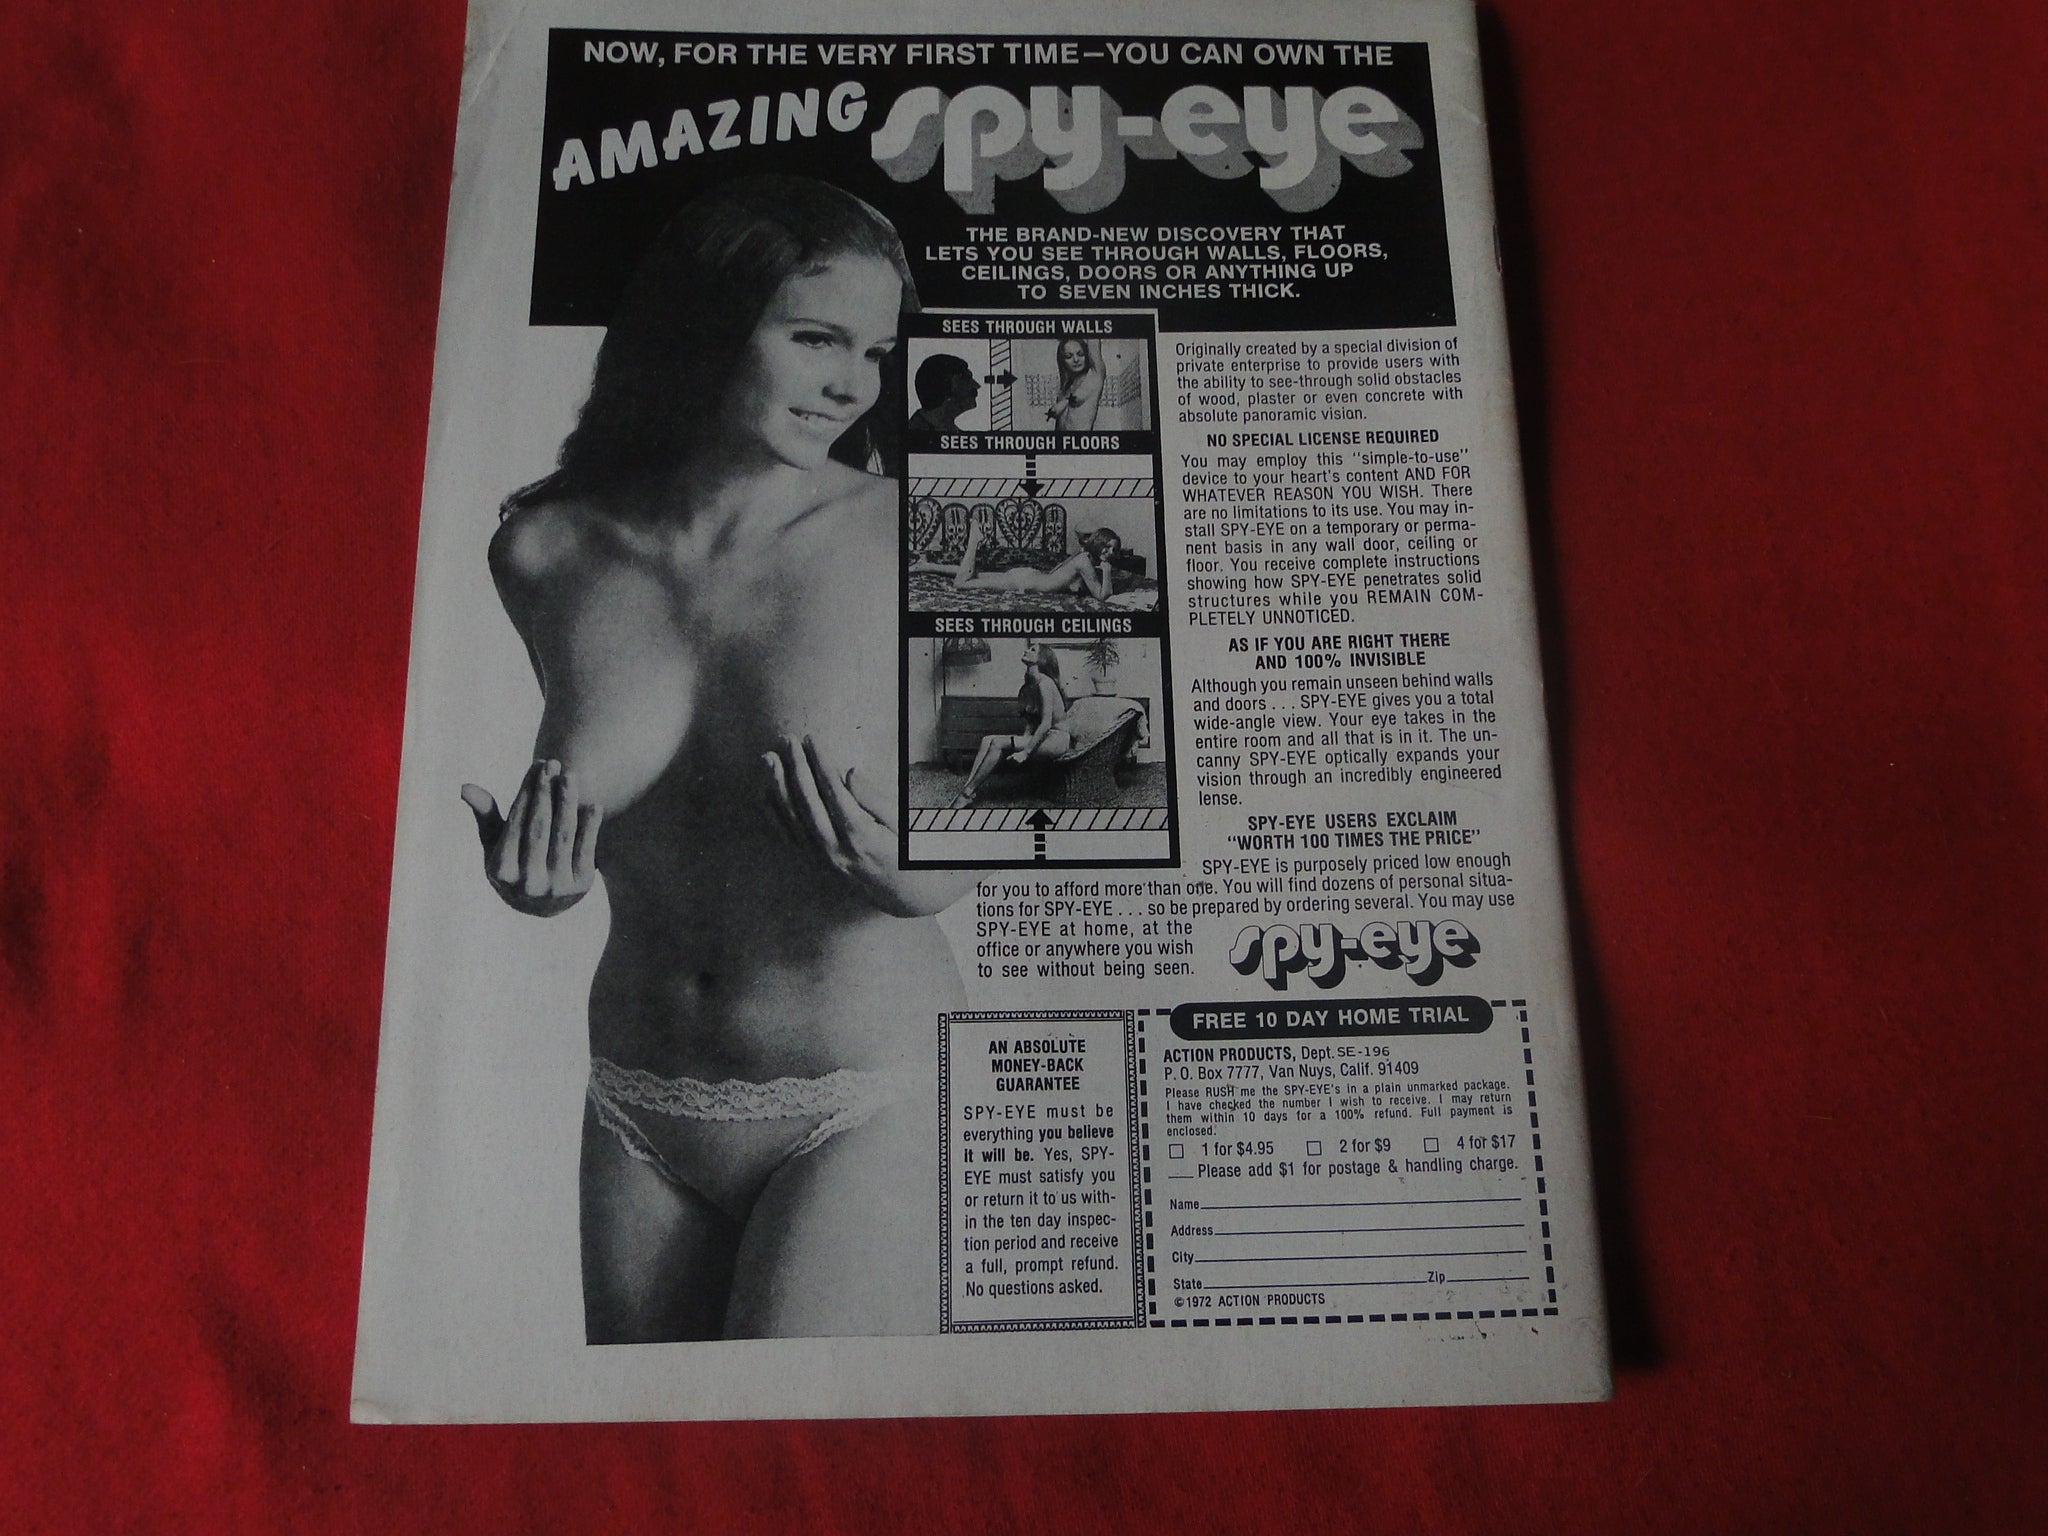 NOW, FOR THE VERY FIRST TIME—YOU CAN OWN THE
AMAZING spy-eye
THE BRAND-NEW DISCOVERY THAT
LETS YOU SEE THROUGH WALLS, FLOORS,
CEILINGS, DOORS OR ANYTHING UP
TO SEVEN INCHES THICK.
SEES THROUGH WALLS
SEES THROUGH FLOORS
SEES THROUGH CEILINGS
Originally created by a special division of
private enterprise to provide users with
the ability to see-through solid obstacles
of wood, plaster or even concrete with
absolute panoramic vision.
NO SPECIAL LICENSE REQUIRED
You may employ this "simple-to-use"
device to your heart's content AND FOR
WHATEVER REASON YOU WISH. There
are no limitations to its use. You may in-
stall SPY-EYE on a temporary or perma-
nent basis in any wall door, ceiling or
floor. You receive complete instructions
showing how SPY-EYE penetrates solid
structures while you REMAIN COM-
PLETELY UNNOTICED.
AS IF YOU ARE RIGHT THERE
AND 100% INVISIBLE
Although you remain unseen behind walls
and doors . . . SPY-EYE gives you a total
wide-angle view. Your eye takes in the
entire room and all that is in it. The un-
canny SPY-EYE optically expands your
vision through an incredibly engineered
lense.
SPY-EYE USERS EXCLAIM
"WORTH 100 TIMES THE PRICE"
SPY-EYE is purposely priced low enough
for you to afford more than one. You will find dozens of personal situa-
tions for SPY-EYE . . . so be prepared by ordering several. You may use
SPY-EYE at home, at the
office or anywhere you wish
to see without being seen.
spy-eye
AN ABSOLUTE
MONEY-BACK
GUARANTEE
SPY-EYE must be
everything you believe
it will be. Yes, SPY-
EYE must satisfy you
or return it to us with-
in the ten day inspec-
tion period and receive
a full, prompt refund.
No questions asked.
FREE 10 DAY HOME TRIAL
ACTION PRODUCTS, Dept. SE-196
P. O. Box 7777, Van Nuys, Calif. 91409
Please RUSH me the SPY-EYE's in a plain unmarked package.
I have checked the number I wish to receive. I may return
them within 10 days for a 100% refund. Full payment is
enclosed.
☐ 1 for $4.95 ☐ 2 for $9 ☐ 4 for $17
___ Please add $1 for postage & handling charge.
Name
Address
City
State Zip
©1972 ACTION PRODUCTS